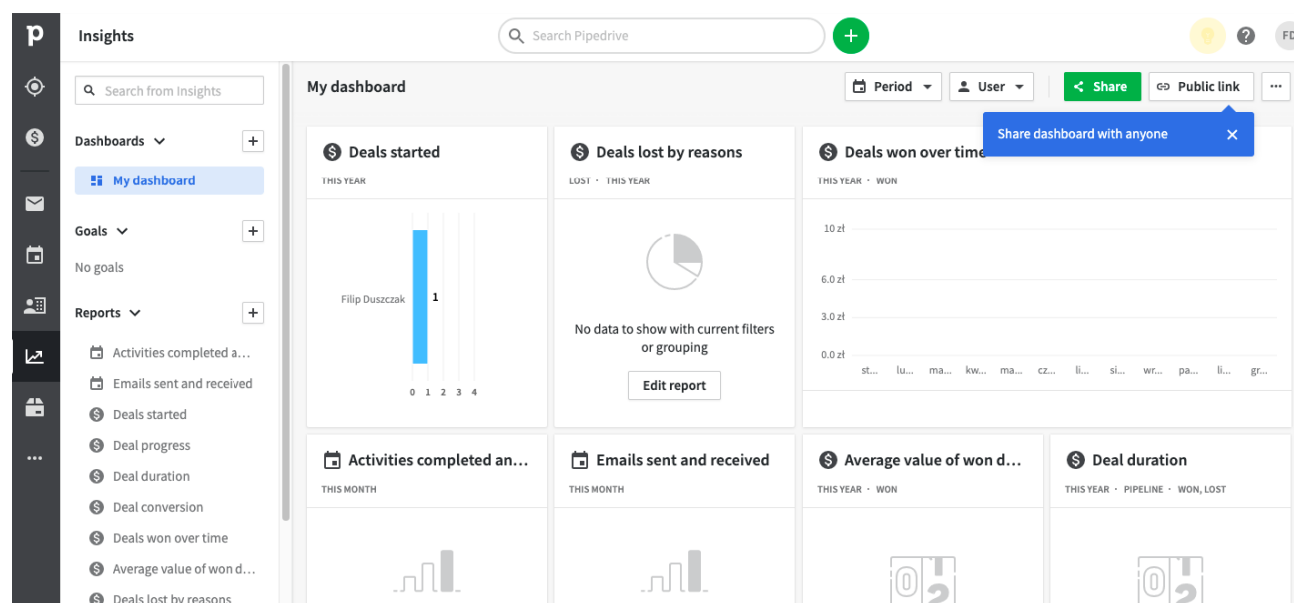 p
Insights
Search Pipedrive
+
?
FD
Search from Insights
Dashboards
+
My dashboard
Goals
+
No goals
Reports
+
Activities completed a...
Emails sent and received
Deals started
Deal progress
Deal duration
Deal conversion
Deals won over time
Average value of won d...
Deals lost by reasons
My dashboard
Period
User
Share
Public link
...
Share dashboard with anyone
Deals started
THIS YEAR
Filip Duszczak
1
0 1 2 3 4
Deals lost by reasons
LOST · THIS YEAR
No data to show with current filters
or grouping
Edit report
Deals won over time
THIS YEAR · WON
10 zł
6.0 zł
3.0 zł
0.0 zł
st... lu... ma... kw... ma... cz... li... si... wr... pa... li... gr...
Activities completed an...
THIS MONTH
Emails sent and received
THIS MONTH
Average value of won d...
THIS YEAR · WON
Deal duration
THIS YEAR · PIPELINE · WON, LOST